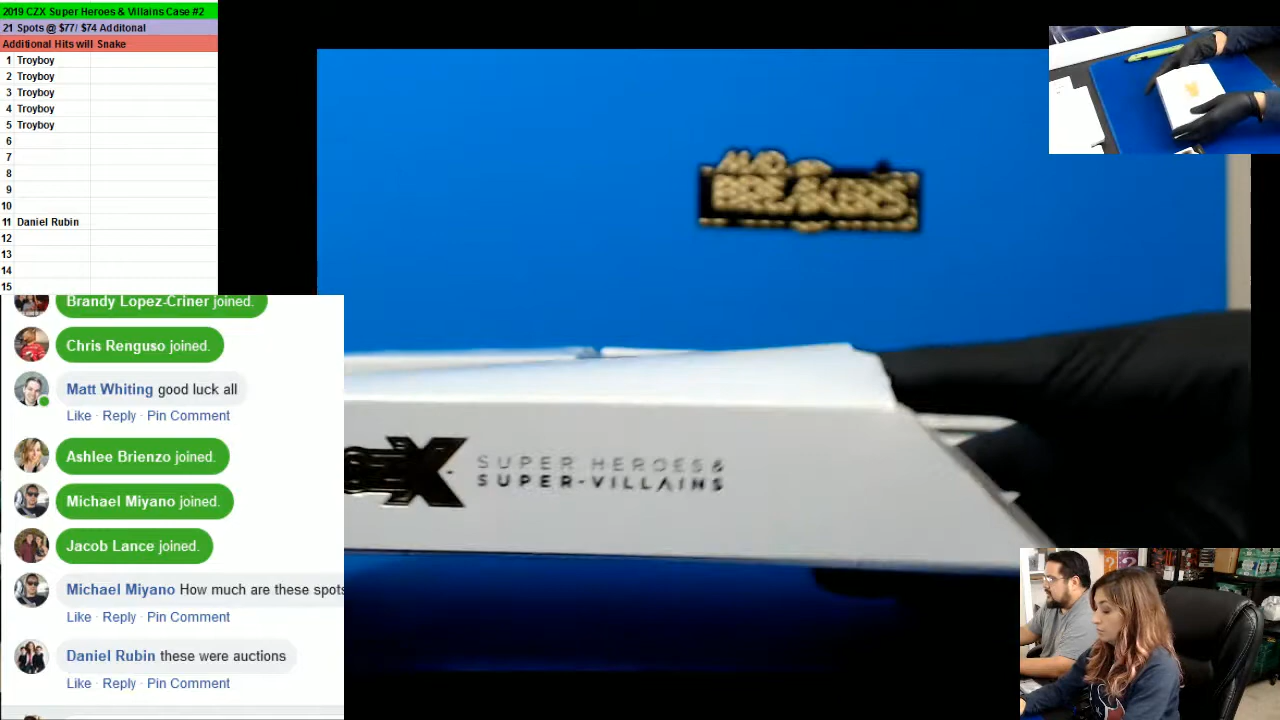 2019 CZX Super Heroes & Villains Case #2
21 Spots @ $77/ $74 Additonal
Additional Hits will Snake
1 Troyboy
2 Troyboy
3 Troyboy
4 Troyboy
5 Troyboy
6
7
8
9
10
11 Daniel Rubin
12
13
14
15
Brandy Lopez-Criner joined.
Chris Renguso joined.
Matt Whiting good luck all
Like · Reply · Pin Comment
Ashlee Brienzo joined.
Michael Miyano joined.
Jacob Lance joined.
Michael Miyano How much are these spots
Like · Reply · Pin Comment
Daniel Rubin these were auctions
Like · Reply · Pin Comment
BREAKERS
SUPER HEROES &
SUPER-VILLAINS